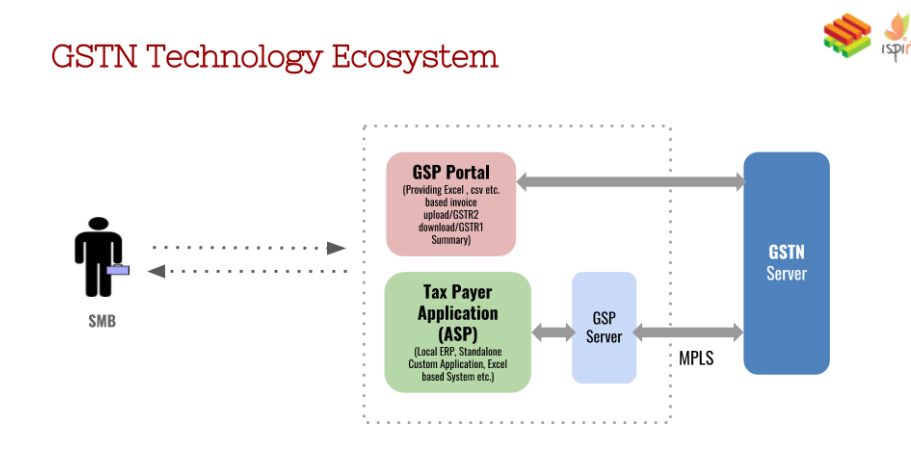 GSTN Technology Ecosystem
ispir
GSP Portal
(Providing Excel , csv etc.
based invoice
upload/GSTR2
download/GSTR1
Summary)
SMB
Tax Payer
Application
(ASP)
(Local ERP, Standalone
Custom Application, Excel
based System etc.)
GSP
Server
MPLS
GSTN
Server